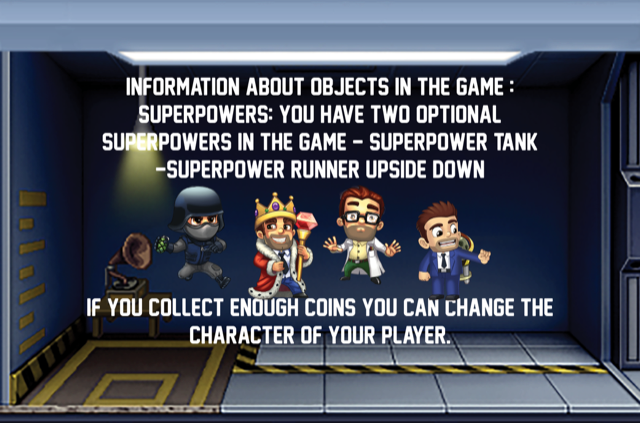 INFORMATION ABOUT OBJECTS IN THE GAME :
SUPERPOWERS: YOU HAVE TWO OPTIONAL
SUPERPOWERS IN THE GAME - SUPERPOWER TANK
-SUPERPOWER RUNNER UPSIDE DOWN
IF YOU COLLECT ENOUGH COINS YOU CAN CHANGE THE
CHARACTER OF YOUR PLAYER.